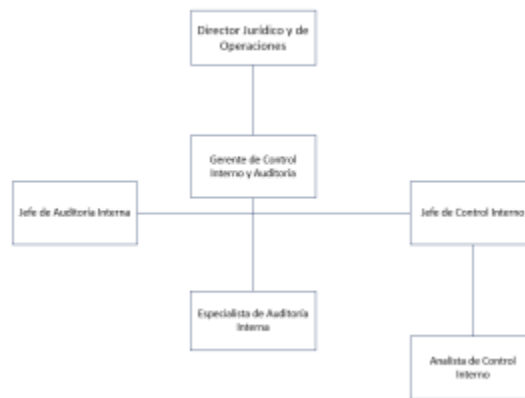 Director Jurídico y de
Operaciones
Gerente de Control
Interno y Auditoría
Jefe de Auditoría Interna
Jefe de Control Interno
Especialista de Auditoría
Interna
Analista de Control
Interno